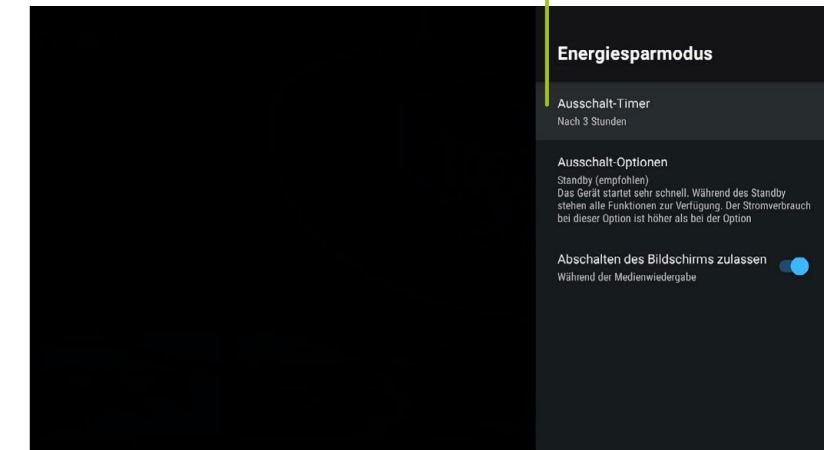 Energiesparmodus
Ausschalt-Timer
Nach 3 Stunden
Ausschalt-Optionen
Standby (empfohlen)
Das Gerät startet sehr schnell. Während des Standby
stehen alle Funktionen zur Verfügung. Der Stromverbrauch
bei dieser Option ist höher als bei der Option
Abschalten des Bildschirms zulassen
Während der Medienwiedergabe